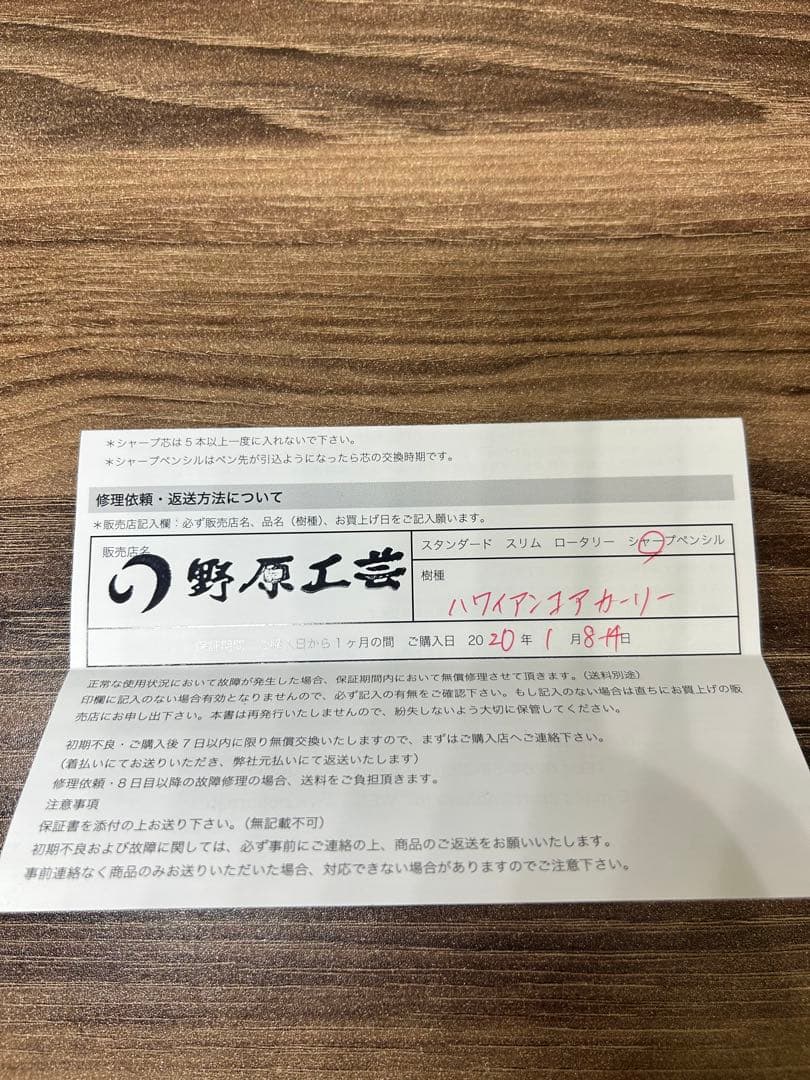 ＊シャープ芯は5本以上一度に入れないで下さい。
＊シャープペンシルはペン先が引込ようになったら芯の交換時期です。
修理依頼・返送方法について
＊販売店記入欄：必ず販売店名、品名（樹種）、お買上げ日をご記入願います。
販売店名
野原工芸
スタンダード スリム ロータリー シャープペンシル
樹種
ハワイアンコアカーリー
日から1ヶ月の間 ご購入日 2020年1月8日
正常な使用状況において故障が発生した場合、保証期間内において無償修理させて頂きます。（送料別途）
印欄に記入のない場合有効となりませんので、必ず記入の有無をご確認下さい。もし記入のない場合は直ちにお買上げの販
売店にお申し出下さい。本書は再発行いたしませんので、紛失しないよう大切に保管してください。
初期不良・ご購入後7日以内に限り無償交換いたしますので、まずはご購入店へご連絡下さい。
（着払いにてお送りいただき、弊社元払いにて返送いたします）
修理依頼・8日目以降の故障修理の場合、送料をご負担頂きます。
注意事項
保証書を添付の上お送り下さい。（無記載不可）
初期不良および故障に関しては、必ず事前にご連絡の上、商品のご返送をお願いいたします。
事前連絡なく商品のみお送りいただいた場合、対応できない場合がありますのでご注意下さい。